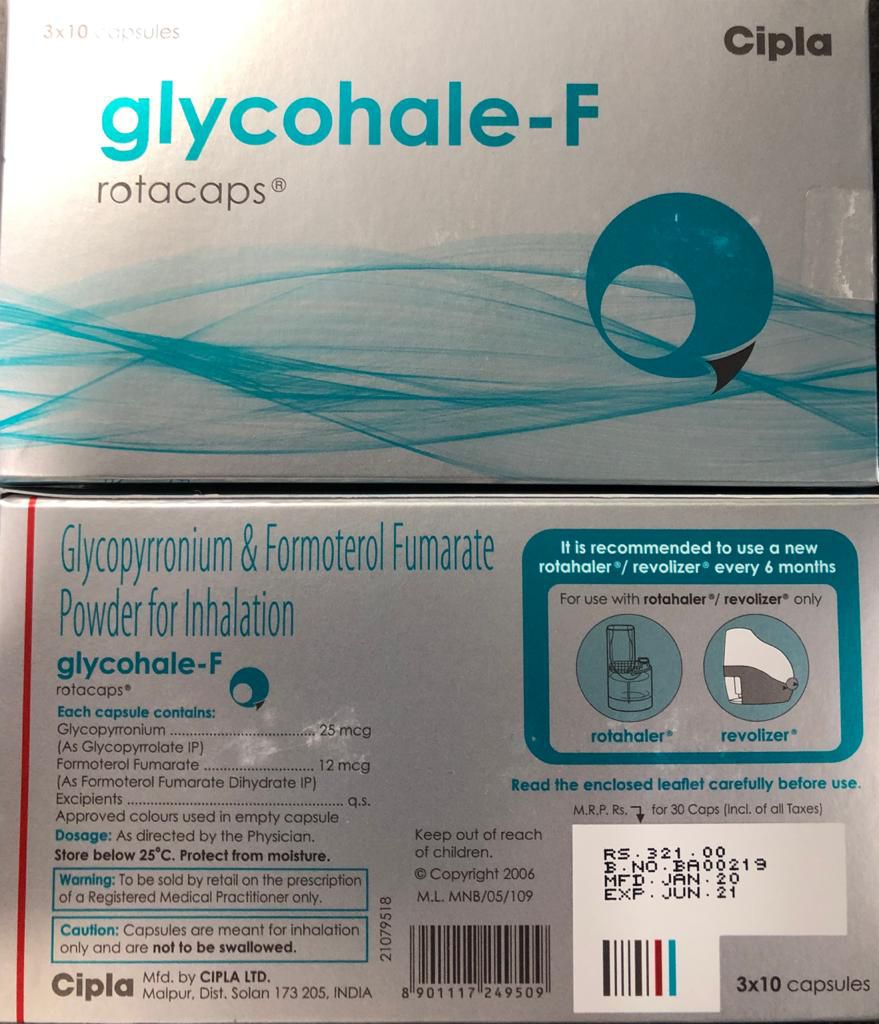 3x10 capsules
Cipla
glycohale-F
rotacaps®
Glycopyrronium & Formoterol Fumarate
Powder for Inhalation
glycohale-F
rotacaps®
Each capsule contains:
Glycopyrronium ................................... 25 mcg
(As Glycopyrrolate IP)
Formoterol Fumarate ........................... 12 mcg
(As Formoterol Fumarate Dihydrate IP)
Excipients ..................................................... q.s.
Approved colours used in empty capsule
Dosage: As directed by the Physician.
Store below 25°C. Protect from moisture.
Warning: To be sold by retail on the prescription
of a Registered Medical Practitioner only.
Caution: Capsules are meant for inhalation
only and are not to be swallowed.
Cipla
Mfd. by CIPLA LTD.
Malpur, Dist. Solan 173 205, INDIA
21079518
It is recommended to use a new
rotahaler®/ revolizer® every 6 months
For use with rotahaler®/ revolizer® only
rotahaler®
revolizer®
Read the enclosed leaflet carefully before use.
M.R.P. Rs. for 30 Caps (Incl. of all Taxes)
Keep out of reach
of children.
© Copyright 2006
M.L. MNB/05/109
8 901117 249509
RS.321.00
B.NO.BA00219
MFD.JAN.20
EXP.JUN.21
3x10 capsules